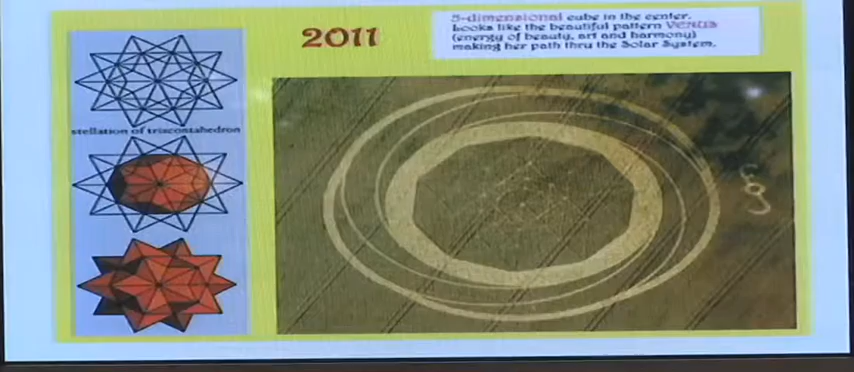 2011
5-dimensional cube in the center.
Looks like the beautiful pattern Venus
(energy of beauty, art and harmony)
making her path thru the Solar System.
stellation of triacontahedron